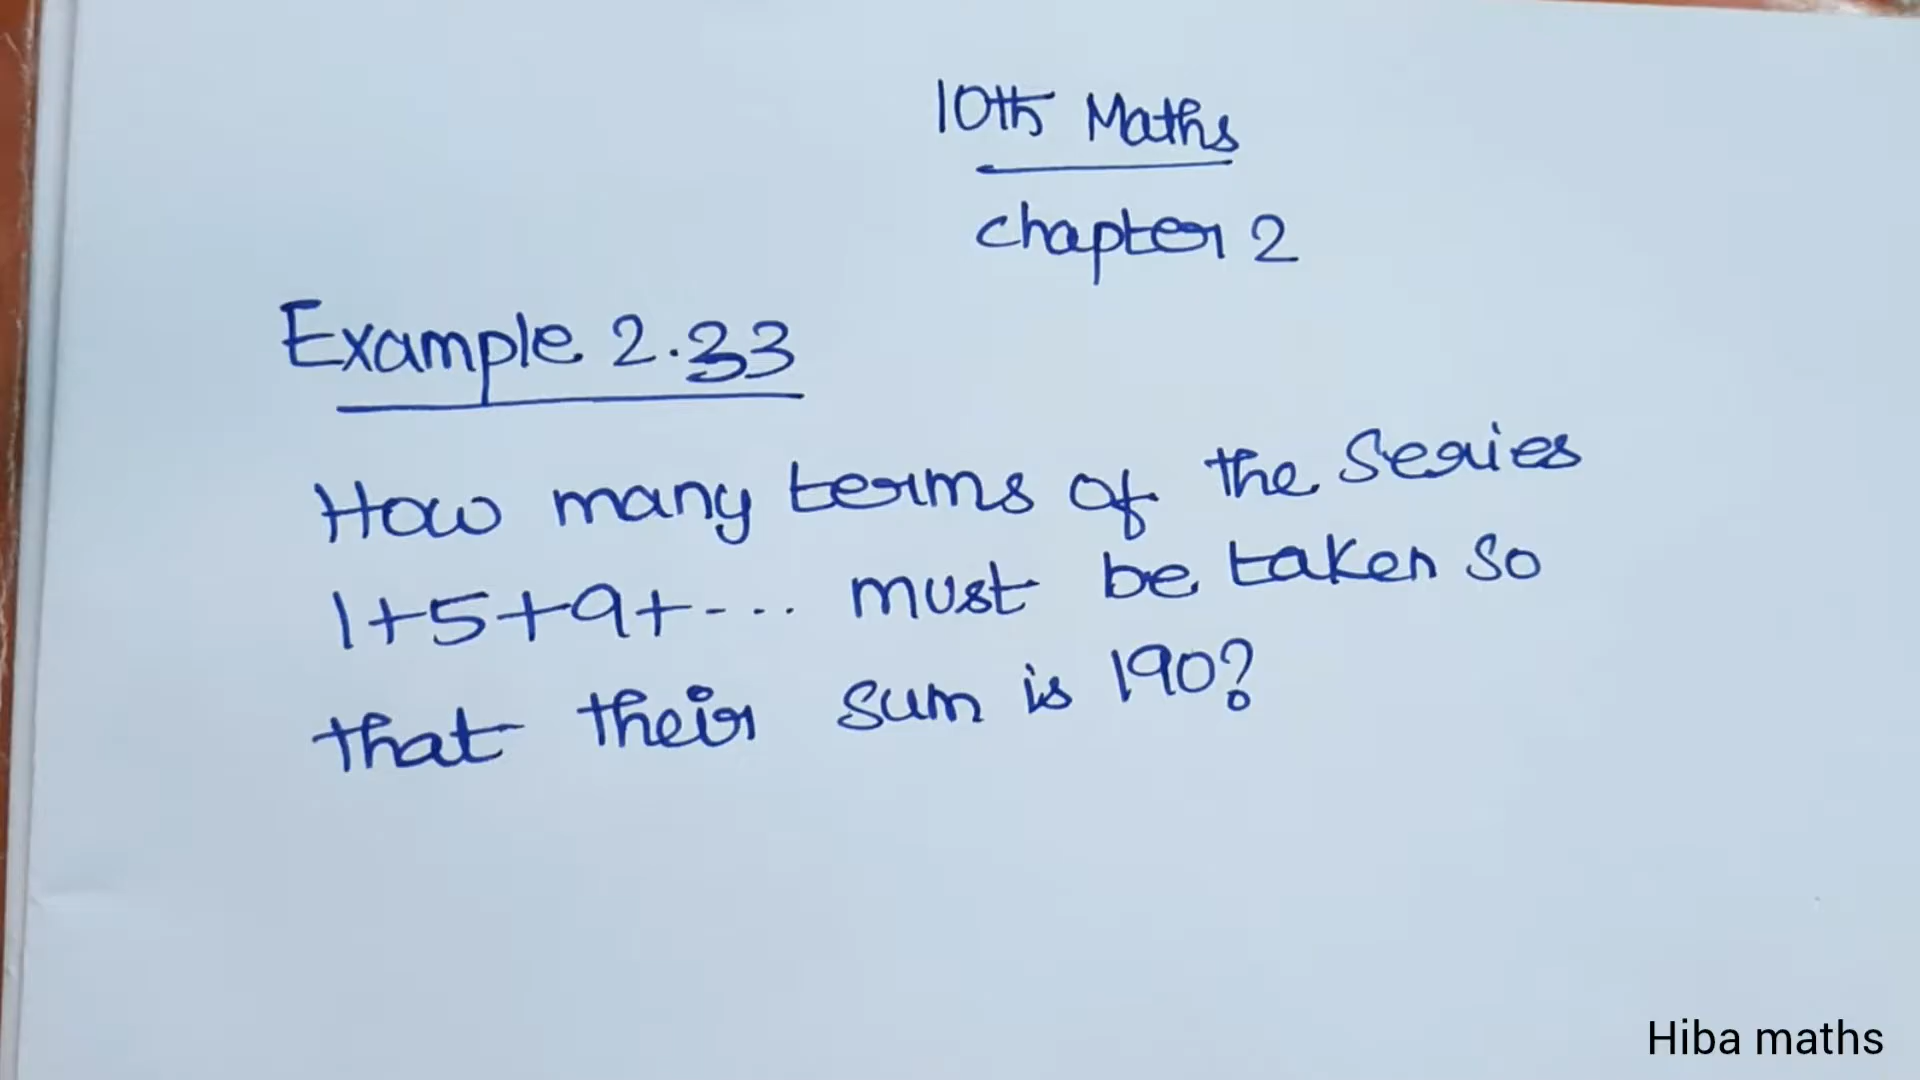 10th Maths
chapter 2
Example 2.33
How many terms of the series
1+5+9+--... must be taken so
that their sum is 190?
Hiba maths